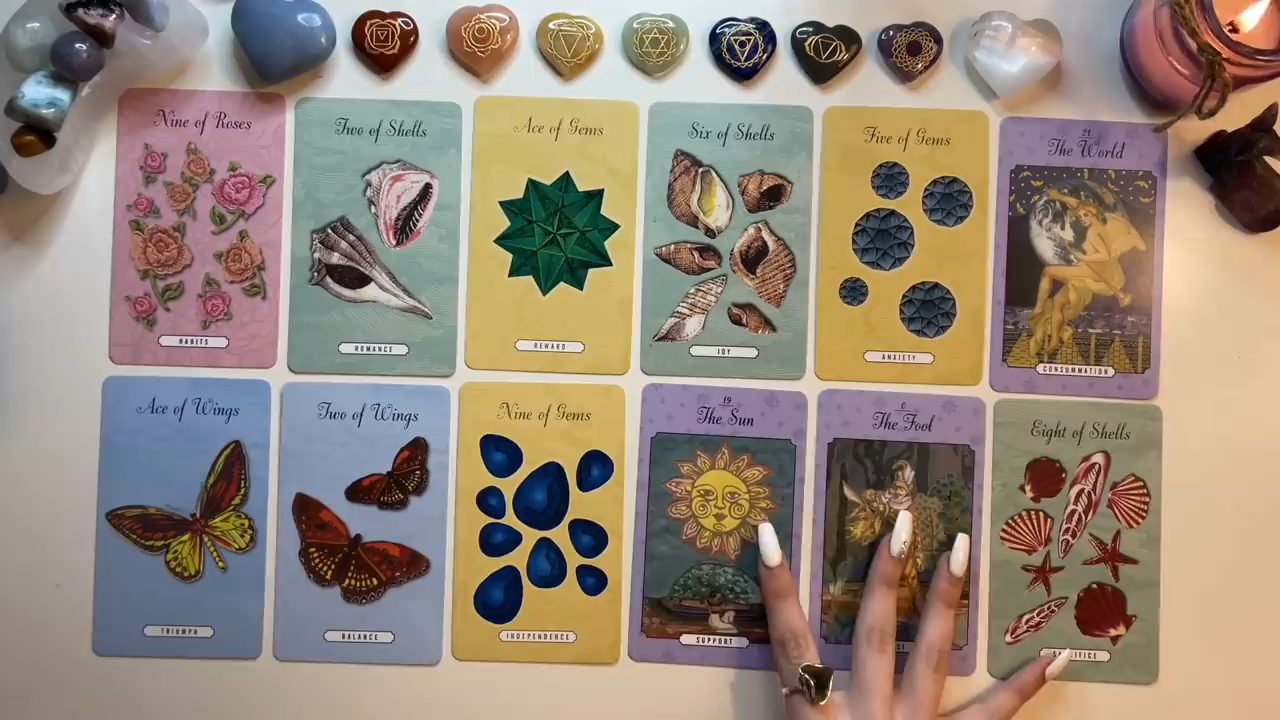 Nine of Roses
HABITS
Two of Shells
ROMANCE
Ace of Gems
REWARD
Six of Shells
JOY
Five of Gems
ANXIETY
21
The World
CONSUMMATION
Ace of Wings
TRIUMPH
Two of Wings
BALANCE
Nine of Gems
INDEPENDENCE
19
The Sun
SUPPORT
0
The Fool
Eight of Shells